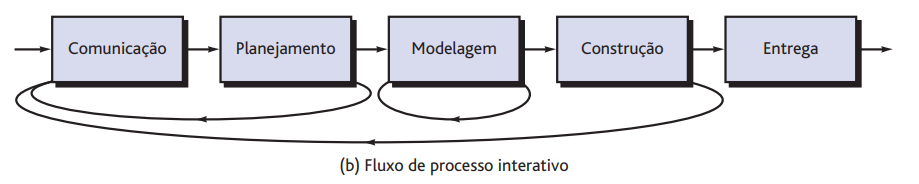 Comunicação Planejamento Modelagem Construção Entrega
(b) Fluxo de processo interativo